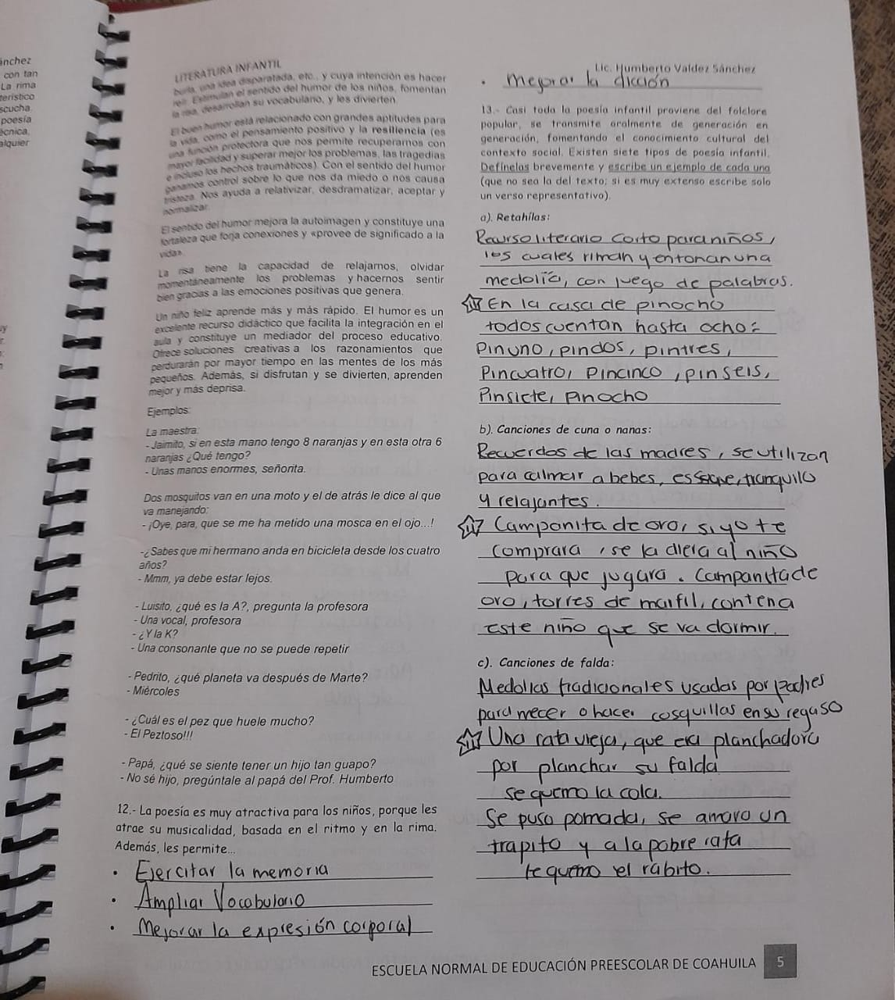 ánchez
con tan
La rima
terístico
scucha
poesía
écnica,
alquier
LITERATURA INFANTIL
burla, una idea disparatada, etc., y cuya intención es hacer
reír. Estimulan el sentido del humor de los niños, fomentan
la risa, desarrollan su vocabulario, y les divierten.
El buen humor está relacionado con grandes aptitudes para
la vida, como el pensamiento positivo y la resiliencia (es
una función protectora que nos permite recuperarnos con
mayor facilidad y superar mejor los problemas, las tragedias
e incluso los hechos traumáticos). Con el sentido del humor
ganamos control sobre lo que nos da miedo o nos causa
tristeza. Nos ayuda a relativizar, desdramatizar, aceptar y
normalizar.
El sentido del humor mejora la autoimagen y constituye una
fortaleza que forja conexiones y «provee de significado a la
vida».
La risa tiene la capacidad de relajarnos, olvidar
momentáneamente los problemas y hacernos sentir
bien gracias a las emociones positivas que genera.
Un niño feliz aprende más y más rápido. El humor es un
excelente recurso didáctico que facilita la integración en el
aula y constituye un mediador del proceso educativo.
Ofrece soluciones creativas a los razonamientos que
perdurarán por mayor tiempo en las mentes de los más
pequeños. Además, si disfrutan y se divierten, aprenden
mejor y más deprisa.
Ejemplos:
La maestra:
- Jaimito, si en esta mano tengo 8 naranjas y en esta otra 6
naranjas ¿Qué tengo?
- Unas manos enormes, señorita.
Dos mosquitos van en una moto y el de atrás le dice al que
va manejando:
- ¡Oye, para, que se me ha metido una mosca en el ojo...!
-¿Sabes que mi hermano anda en bicicleta desde los cuatro
años?
- Mmm, ya debe estar lejos.
- Luisito, ¿qué es la A?, pregunta la profesora
- Una vocal, profesora
- ¿Y la K?
- Una consonante que no se puede repetir
- Pedrito, ¿qué planeta va después de Marte?
- Miércoles
- ¿Cuál es el pez que huele mucho?
- El Peztoso!!!
- Papá, ¿qué se siente tener un hijo tan guapo?
- No sé hijo, pregúntale al papá del Prof. Humberto
12.- La poesía es muy atractiva para los niños, porque les
atrae su musicalidad, basada en el ritmo y en la rima.
Además, les permite...
• Ejercitar la memoria
• Ampliar Vocabulario
• Mejorar la expresión corporal
Lic. Humberto Valdez Sánchez
• Mejorar la dicción
13.- Casi toda la poesía infantil proviene del folclore
popular, se transmite oralmente de generación en
generación, fomentando el conocimiento cultural del
contexto social. Existen siete tipos de poesía infantil.
Defínelas brevemente y escribe un ejemplo de cada una
(que no sea la del texto; si es muy extenso escribe solo
un verso representativo).
a). Retahílas:
Recurso literario corto para niños,
los cuales riman y entonan una
medolía, con juego de palabras.
En la casa de pinocho
todos cuentan hasta ocho:
Pinuno, pindos, pintres,
Pincuatro, pincinco, pinseis,
Pinsiete, pinocho
b). Canciones de cuna o nanas:
Recuerdos de las madres, se utilizan
para calmar a bebes, tranquilo
y relajantes.
Campanita de oro, si yo te
comprara, se la diera al niño
para que jugara. Campanita de
oro, torres de marfil, contena
este niño que se va dormir.
c). Canciones de falda:
Medolias tradicionales usadas por padres
para mecer o hacer cosquillas en su regaso
Una rata vieja, que era planchadora
por planchar su falda
se quemo la cola.
Se puso pomada, se amaro un
trapito y a la pobre rata
le quemo el rabito.
ESCUELA NORMAL DE EDUCACIÓN PREESCOLAR DE COAHUILA 5